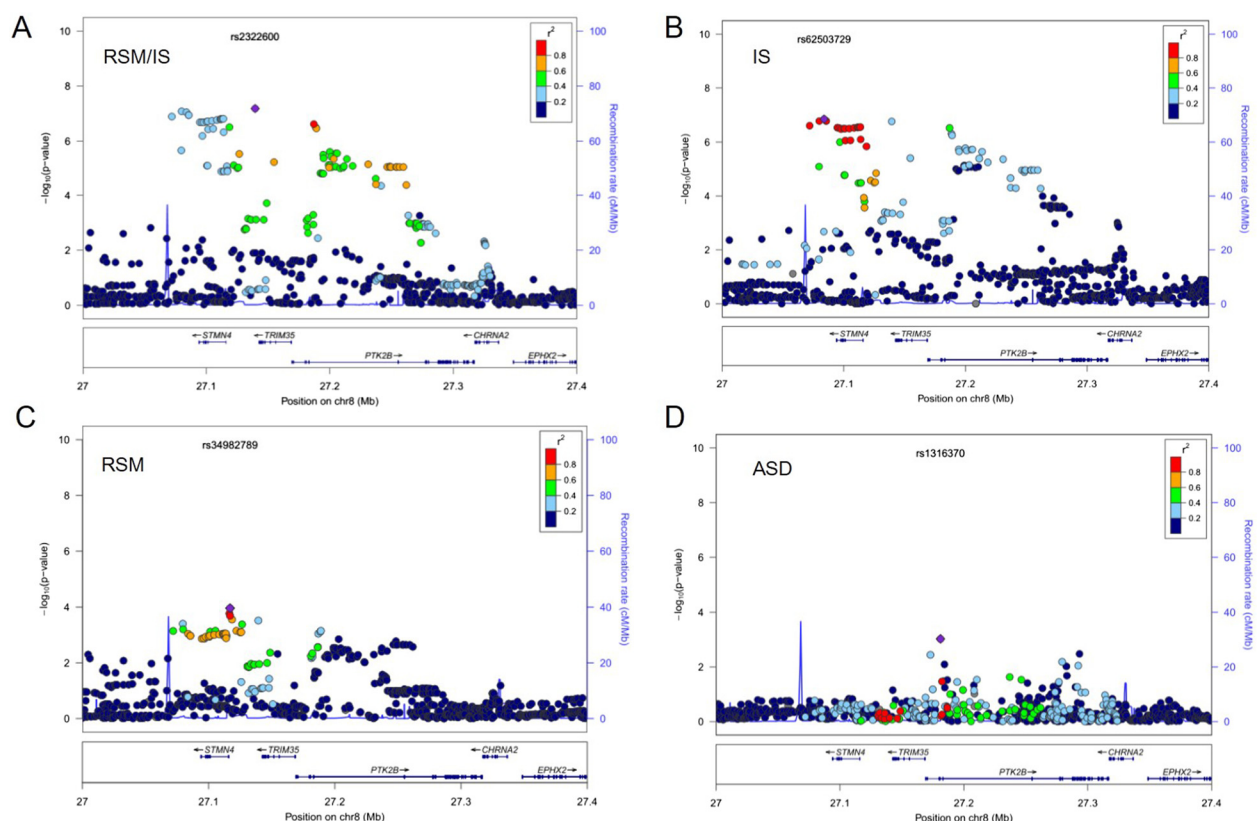 A
RSM/IS
rs2322600
r²
0.8
0.6
0.4
0.2
10
8
6
4
2
0
−log₁₀(p−value)
100
80
60
40
20
0
Recombination rate (cM/Mb)
←STMN4
←TRIM35
←CHRNA2
PTK2B→
EPHX2→
27
27.1
27.2
27.3
27.4
Position on chr8 (Mb)
B
IS
rs62503729
r²
0.8
0.6
0.4
0.2
10
8
6
4
2
0
−log₁₀(p−value)
100
80
60
40
20
0
Recombination rate (cM/Mb)
←STMN4
←TRIM35
←CHRNA2
PTK2B→
EPHX2→
27
27.1
27.2
27.3
27.4
Position on chr8 (Mb)
C
RSM
rs34982789
r²
0.8
0.6
0.4
0.2
10
8
6
4
2
0
−log₁₀(p−value)
100
80
60
40
20
0
Recombination rate (cM/Mb)
←STMN4
←TRIM35
←CHRNA2
PTK2B→
EPHX2→
27
27.1
27.2
27.3
27.4
Position on chr8 (Mb)
D
ASD
rs1316370
r²
0.8
0.6
0.4
0.2
10
8
6
4
2
0
−log₁₀(p−value)
100
80
60
40
20
0
Recombination rate (cM/Mb)
←STMN4
←TRIM35
←CHRNA2
PTK2B→
EPHX2→
27
27.1
27.2
27.3
27.4
Position on chr8 (Mb)